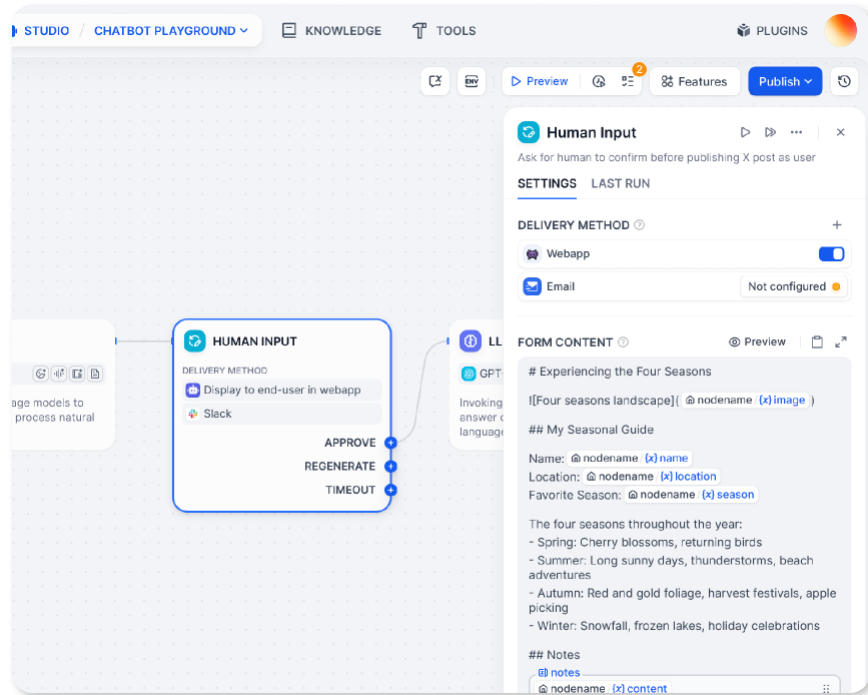 STUDIO / CHATBOT PLAYGROUND KNOWLEDGE TOOLS PLUGINS
ENV Preview 2 Features Publish
Human Input
Ask for human to confirm before publishing X post as user
SETTINGS LAST RUN
DELIVERY METHOD
Webapp
Email Not configured
FORM CONTENT Preview
# Experiencing the Four Seasons
![Four seasons landscape]( nodename / {x} image )
## My Seasonal Guide
Name: nodename / {x} name
Location: nodename / {x} location
Favorite Season: nodename / {x} season
The four seasons throughout the year:
- Spring: Cherry blossoms, returning birds
- Summer: Long sunny days, thunderstorms, beach
adventures
- Autumn: Red and gold foliage, harvest festivals, apple
picking
- Winter: Snowfall, frozen lakes, holiday celebrations
## Notes
notes
nodename / {x} content
age models to
process natural
HUMAN INPUT
DELIVERY METHOD
Display to end-user in webapp
Slack
APPROVE
REGENERATE
TIMEOUT
LL
GPT-
Invoking
answer c
language